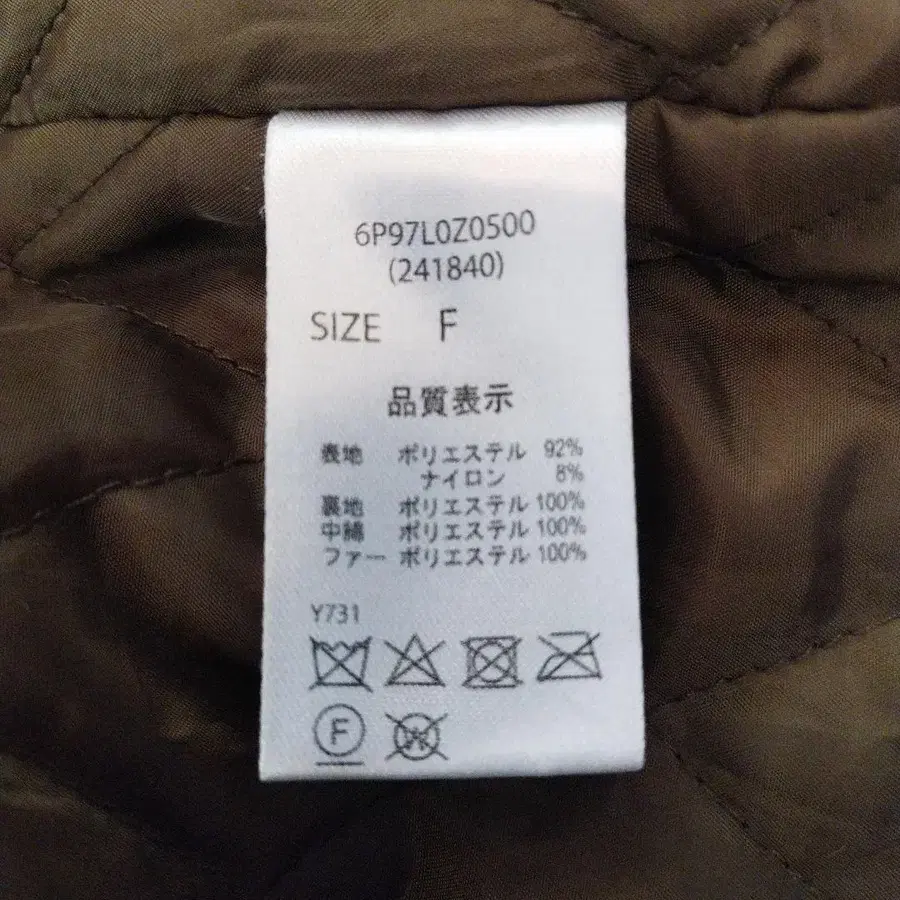 6P97L0Z0500
(241840)
SIZE F
品質表示
表地 ポリエステル 92%
ナイロン 8%
裏地 ポリエステル 100%
中綿 ポリエステル 100%
ファー ポリエステル 100%
Y731
F
W